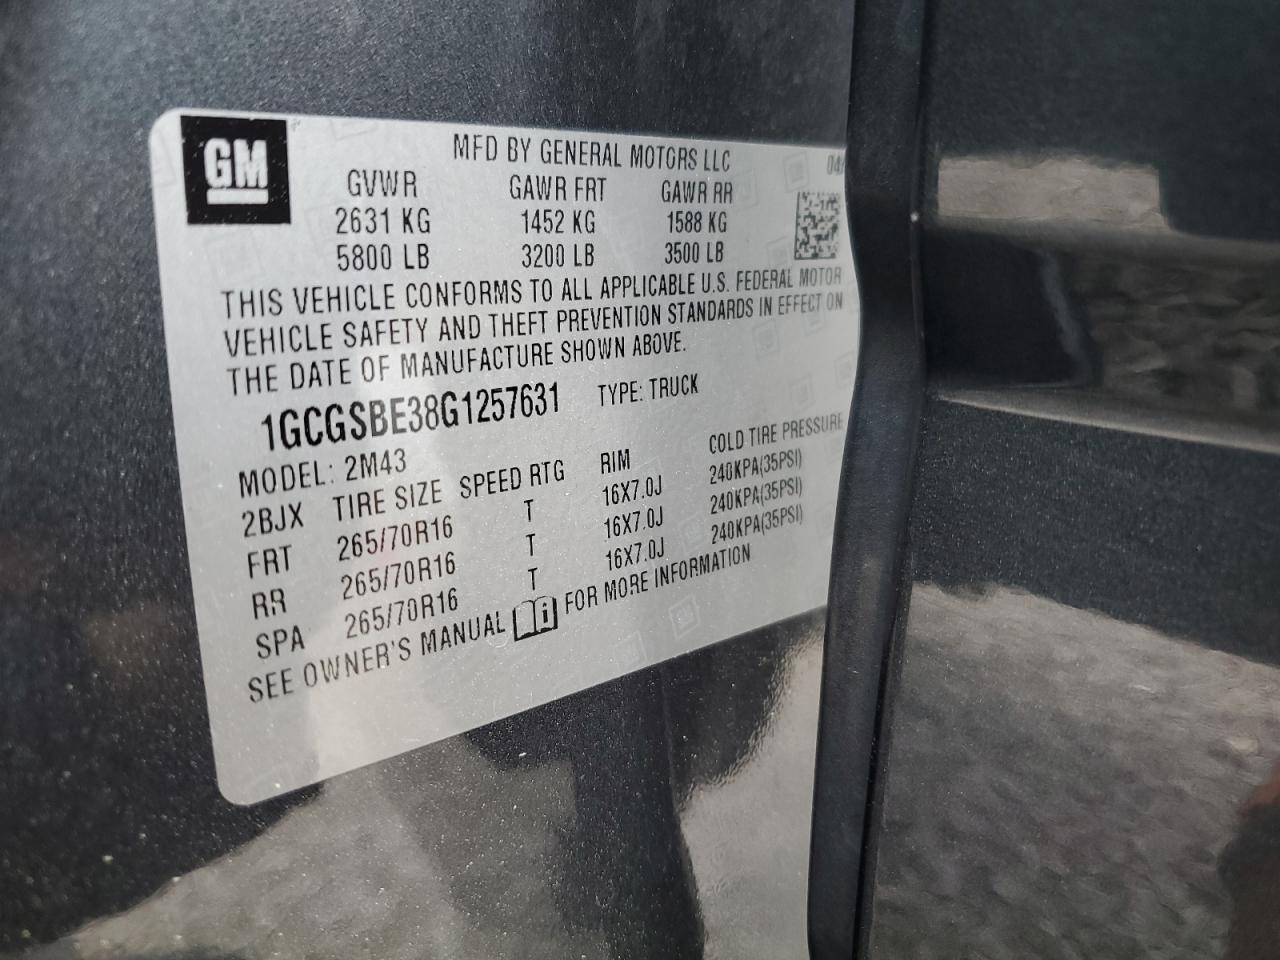 GM
MFD BY GENERAL MOTORS LLC 04/
GVWR GAWR FRT GAWR RR
2631 KG 1452 KG 1588 KG
5800 LB 3200 LB 3500 LB
THIS VEHICLE CONFORMS TO ALL APPLICABLE U.S. FEDERAL MOTOR
VEHICLE SAFETY AND THEFT PREVENTION STANDARDS IN EFFECT ON
THE DATE OF MANUFACTURE SHOWN ABOVE.
1GCGSBE38G1257631 TYPE: TRUCK
MODEL: 2M43
2BJX TIRE SIZE SPEED RTG RIM COLD TIRE PRESSURE
FRT 265/70R16 T 16X7.0J 240KPA(35PSI)
RR 265/70R16 T 16X7.0J 240KPA(35PSI)
SPA 265/70R16 T 16X7.0J 240KPA(35PSI)
SEE OWNER'S MANUAL FOR MORE INFORMATION